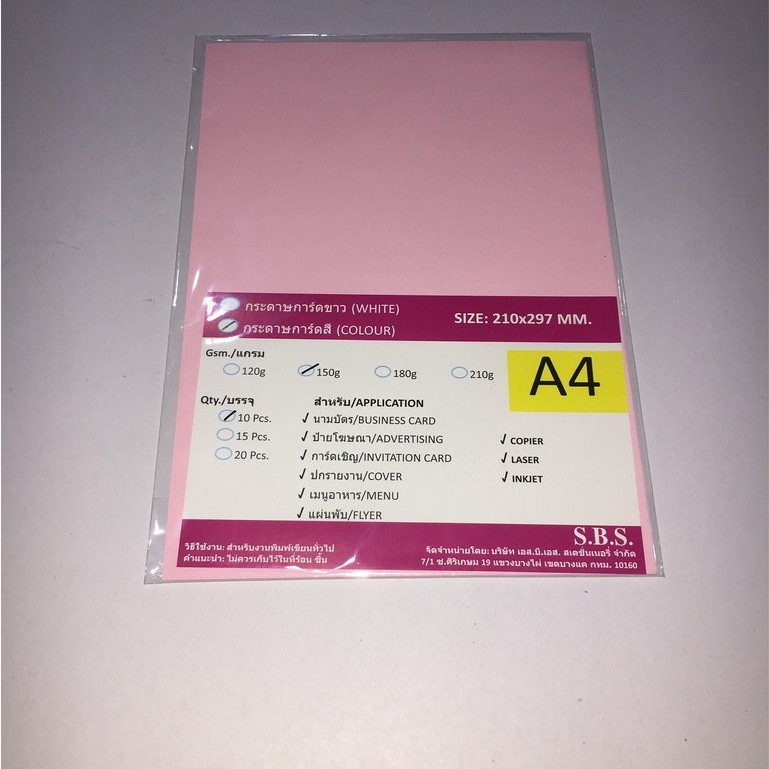 กระดาษการ์ดขาว (WHITE)
กระดาษการ์ดสี (COLOUR)
SIZE: 210x297 MM.
Gsm./แกรม
120g 150g 180g 210g
A4
Qty./บรรจุ
10 Pcs.
15 Pcs.
20 Pcs.
สำหรับ/APPLICATION
✓ นามบัตร/BUSINESS CARD
✓ ป้ายโฆษณา/ADVERTISING
✓ การ์ดเชิญ/INVITATION CARD
✓ ปกรายงาน/COVER
✓ เมนูอาหาร/MENU
✓ แผ่นพับ/FLYER
✓ COPIER
✓ LASER
✓ INKJET
วิธีใช้งาน: สำหรับงานพิมพ์เขียนทั่วไป
คำแนะนำ: ไม่ควรเก็บไว้ในที่ร้อน ชื้น
S.B.S.
จัดจำหน่ายโดย: บริษัท เอส.บี.เอส. สเตชั่นเนอรี่ จำกัด
7/1 ซ.ศิริเกษม 19 แขวงบางไผ่ เขตบางแค กทม. 10160